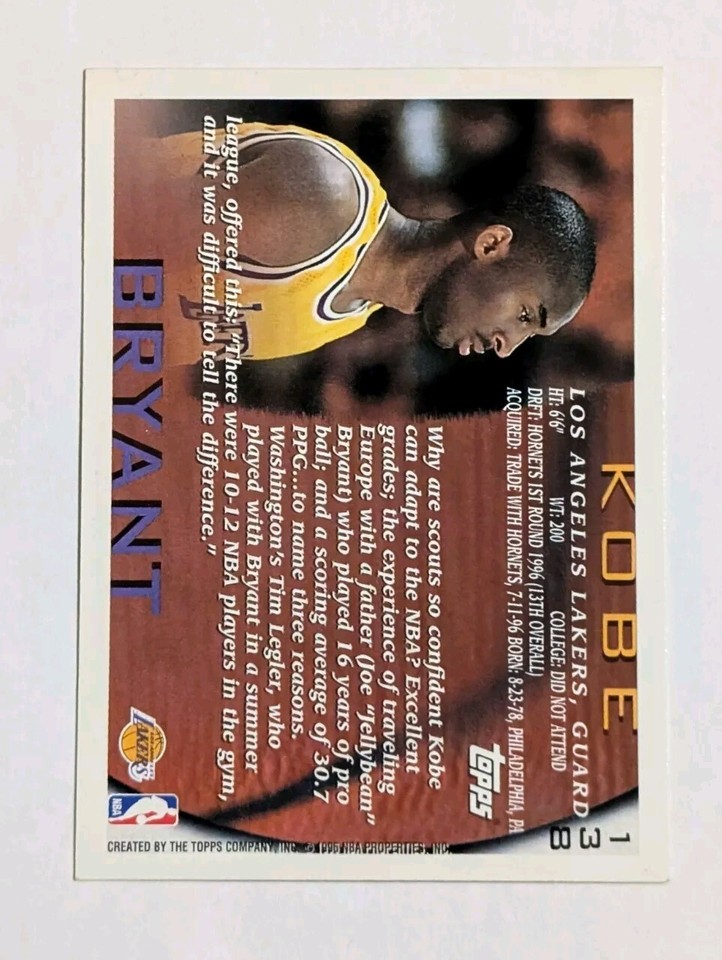 138
KOBE
LOS ANGELES LAKERS, GUARD
HT: 6'6" WT: 200 COLLEGE: DID NOT ATTEND
DRFT: HORNETS 1ST ROUND 1996 (13TH OVERALL)
ACQUIRED: TRADE WITH HORNETS, 7-11-96 BORN: 8-23-78, PHILADELPHIA, PA
TOPPS
Why are scouts so confident Kobe
can adapt to the NBA? Excellent
grades; the experience of traveling
Europe with a father (Joe "Jellybean"
Bryant) who played 16 years of pro
ball; and a scoring average of 30.7
PPG...to name three reasons.
Washington's Tim Legler, who
played with Bryant in a summer
league, offered this: "There were 10-12 NBA players in the gym,
and it was difficult to tell the difference."
BRYANT
LAKERS
NBA
CREATED BY THE TOPPS COMPANY, INC. © 1996 NBA PROPERTIES, INC.